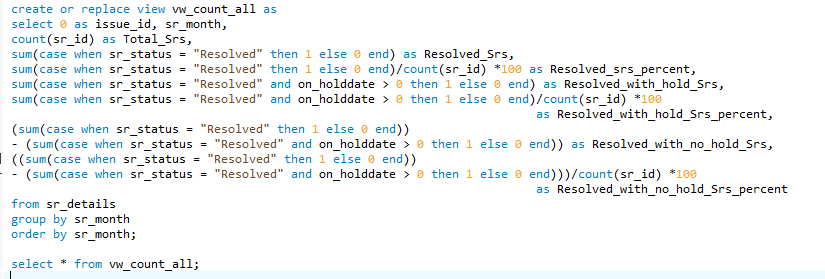 create or replace view vw_count_all as
select 0 as issue_id, sr_month,
count(sr_id) as Total_Srs,
sum(case when sr_status = "Resolved" then 1 else 0 end) as Resolved_Srs,
sum(case when sr_status = "Resolved" then 1 else 0 end)/count(sr_id) *100 as Resolved_srs_percent,
sum(case when sr_status = "Resolved" and on_holddate > 0 then 1 else 0 end) as Resolved_with_hold_Srs,
sum(case when sr_status = "Resolved" and on_holddate > 0 then 1 else 0 end)/count(sr_id) *100
as Resolved_with_hold_Srs_percent,
(sum(case when sr_status = "Resolved" then 1 else 0 end))
- (sum(case when sr_status = "Resolved" and on_holddate > 0 then 1 else 0 end)) as Resolved_with_no_hold_Srs,
((sum(case when sr_status = "Resolved" then 1 else 0 end))
- (sum(case when sr_status = "Resolved" and on_holddate > 0 then 1 else 0 end)))/count(sr_id) *100
as Resolved_with_no_hold_Srs_percent
from sr_details
group by sr_month
order by sr_month;
select * from vw_count_all;